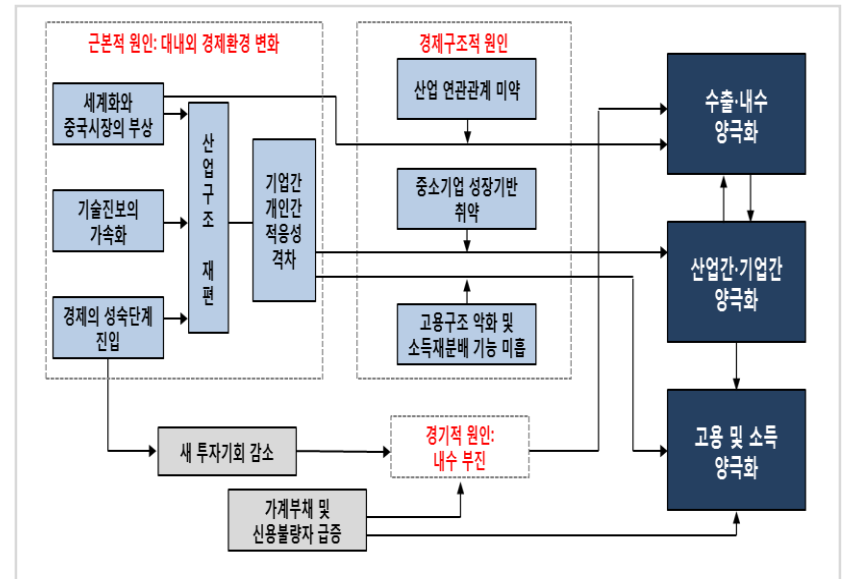 근본적 원인: 대내외 경제환경 변화
세계화와
중국시장의 부상
기술진보의
가속화
경제의 성숙단계
진입
산
업
구
조
재
편
기업간
개인간
적응성
격차
경제구조적 원인
산업 연관관계 미약
중소기업 성장기반
취약
고용구조 악화 및
소득재분배 기능 미흡
수출·내수
양극화
산업간·기업간
양극화
고용 및 소득
양극화
새 투자기회 감소
경기적 원인:
내수 부진
가계부채 및
신용불량자 급증